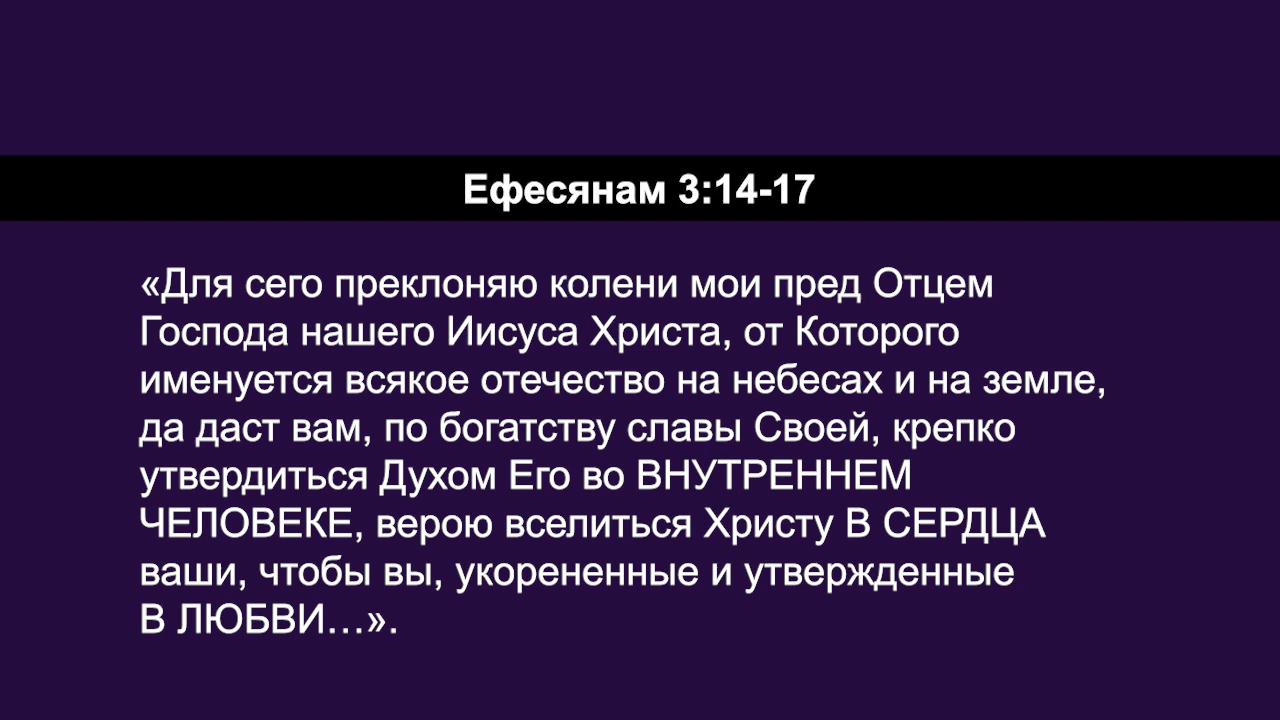 Ефесянам 3:14-17
«Для сего преклоняю колени мои пред Отцем
Господа нашего Иисуса Христа, от Которого
именуется всякое отечество на небесах и на земле,
да даст вам, по богатству славы Своей, крепко
утвердиться Духом Его во ВНУТРЕННЕМ
ЧЕЛОВЕКЕ, верою вселиться Христу В СЕРДЦА
ваши, чтобы вы, укорененные и утвержденные
В ЛЮБВИ…».